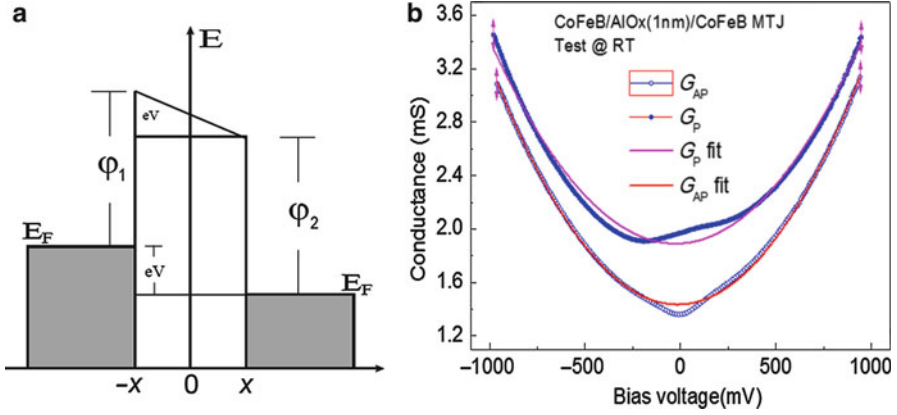 a
E
eV
φ1
φ2
EF
eV
EF
−x
0
x
b
CoFeB/AlOx(1nm)/CoFeB MTJ
Test @ RT
GAP
GP
GP fit
GAP fit
Conductance (mS)
3.6
3.2
2.8
2.4
2.0
1.6
1.2
−1000
−500
0
500
1000
Bias voltage(mV)